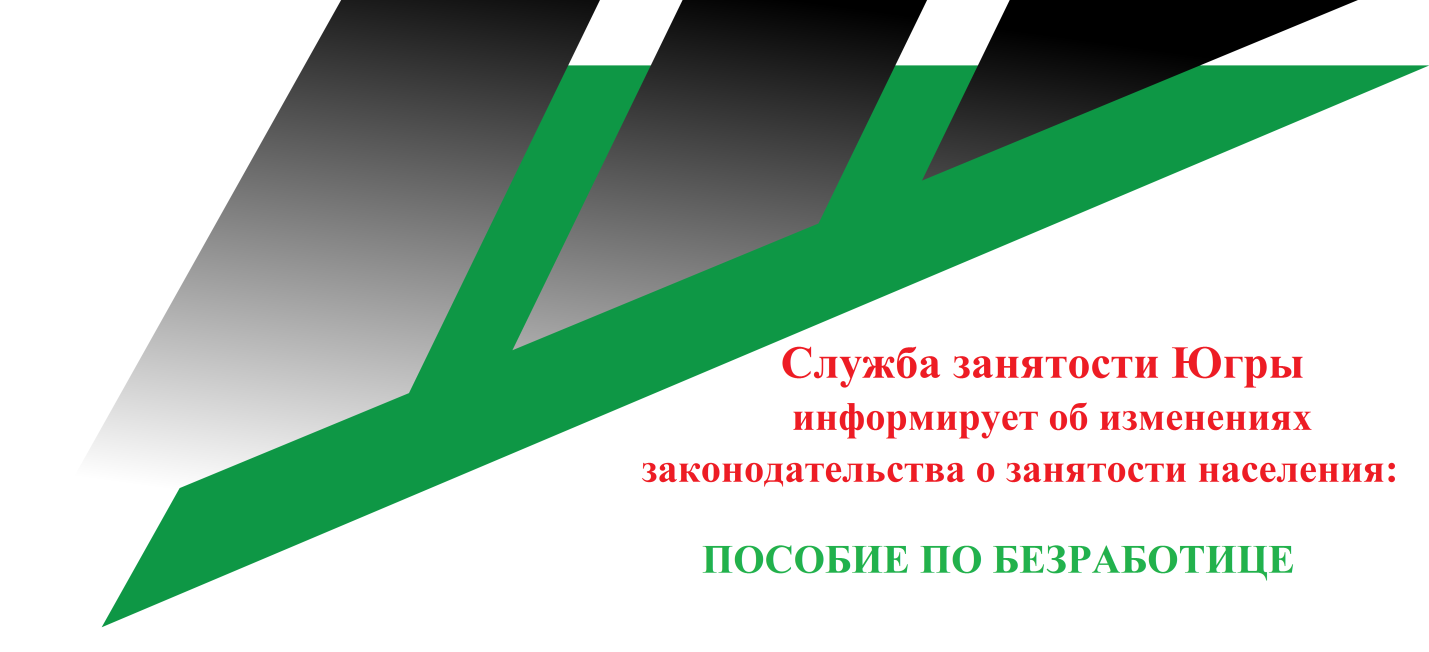 Служба занятости Югры
информирует об изменениях
законодательства о занятости населения:
ПОСОБИЕ ПО БЕЗРАБОТИЦЕ